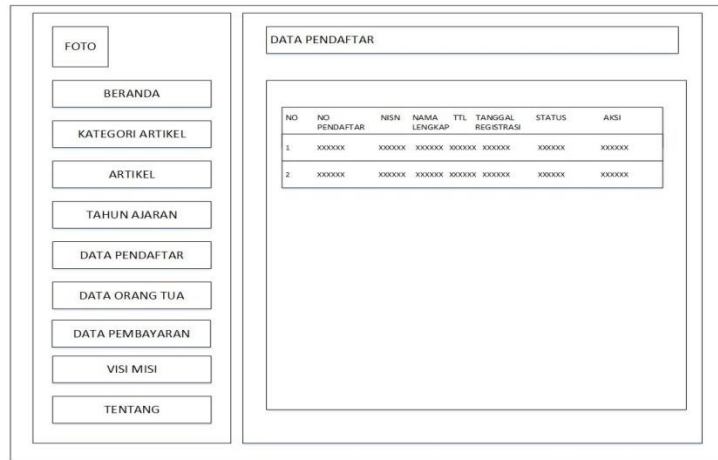 FOTO
BERANDA
KATEGORI ARTIKEL
ARTIKEL
TAHUN AJARAN
DATA PENDAFTAR
DATA ORANG TUA
DATA PEMBAYARAN
VISI MISI
TENTANG
DATA PENDAFTAR
NO NO PENDAFTAR NISN NAMA LENGKAP TTL TANGGAL REGISTRASI STATUS AKSI
1 XXXXXX XXXXXX XXXXXX XXXXXX XXXXXX XXXXXX XXXXXX
2 XXXXXX XXXXXX XXXXXX XXXXXX XXXXXX XXXXXX XXXXXX